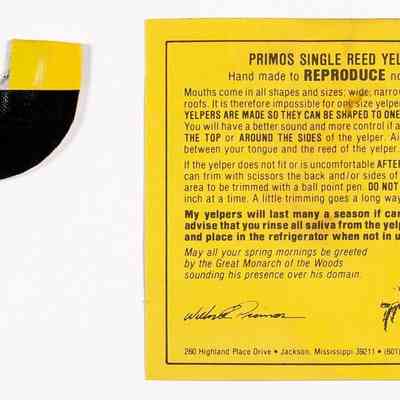 PRIMOS SINGLE REED YEL
Hand made to REPRODUCE no
Mouths come in all shapes and sizes; wide, narro
roofs. It is therefore impossible for one size yelper
YELPERS ARE MADE SO THEY CAN BE SHAPED TO ONE
You will have a better sound and more control if a
THE TOP or AROUND THE SIDES of the yelper. Ai
between your tongue and the reed of the yelper.
If the yelper does not fit or is uncomfortable AFTER
can trim with scissors the back and/or sides of
area to be trimmed with a ball point pen. DO NOT
inch at a time. A little trimming goes a long way
My yelpers will last many a season if car
advise that you rinse all saliva from the yelp
and place in the refrigerator when not in u
May all your spring mornings be greeted
by the Great Monarch of the Woods
sounding his presence over his domain.
Wilbur R. Primos
260 Highland Place Drive • Jackson, Mississippi 39211 • (601)